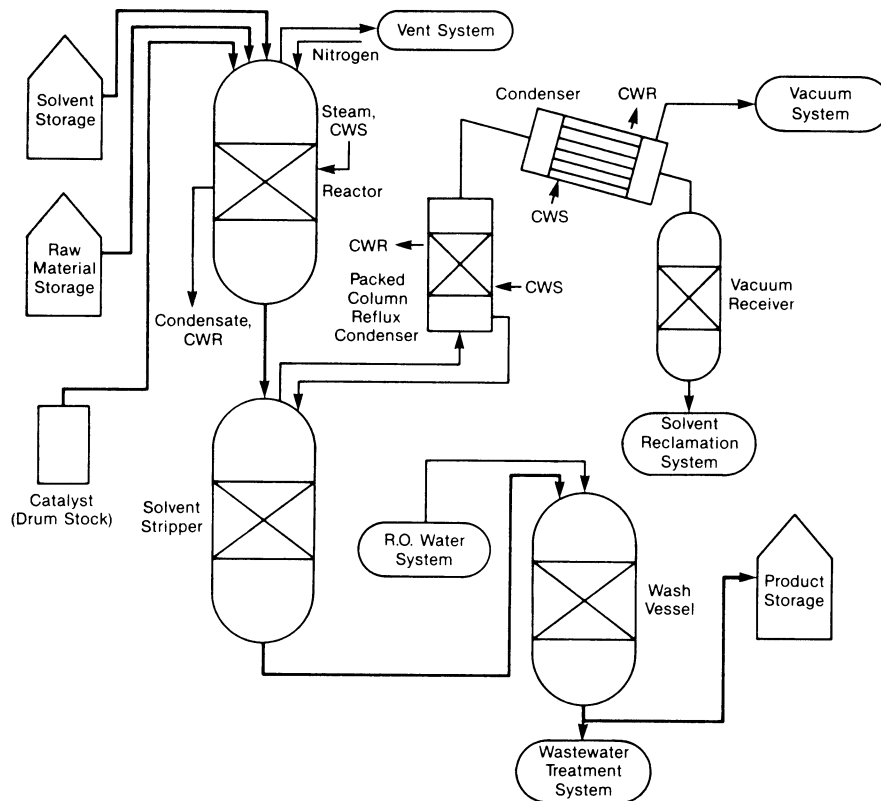 Vent System
Nitrogen
Solvent
Storage
Steam,
CWS
Reactor
Condenser
CWR
Vacuum
System
CWS
Raw
Material
Storage
CWR
Packed
Column
Reflux
Condenser
CWS
Vacuum
Receiver
Condensate,
CWR
Solvent
Reclamation
System
Catalyst
(Drum Stock)
Solvent
Stripper
R.O. Water
System
Wash
Vessel
Product
Storage
Wastewater
Treatment
System